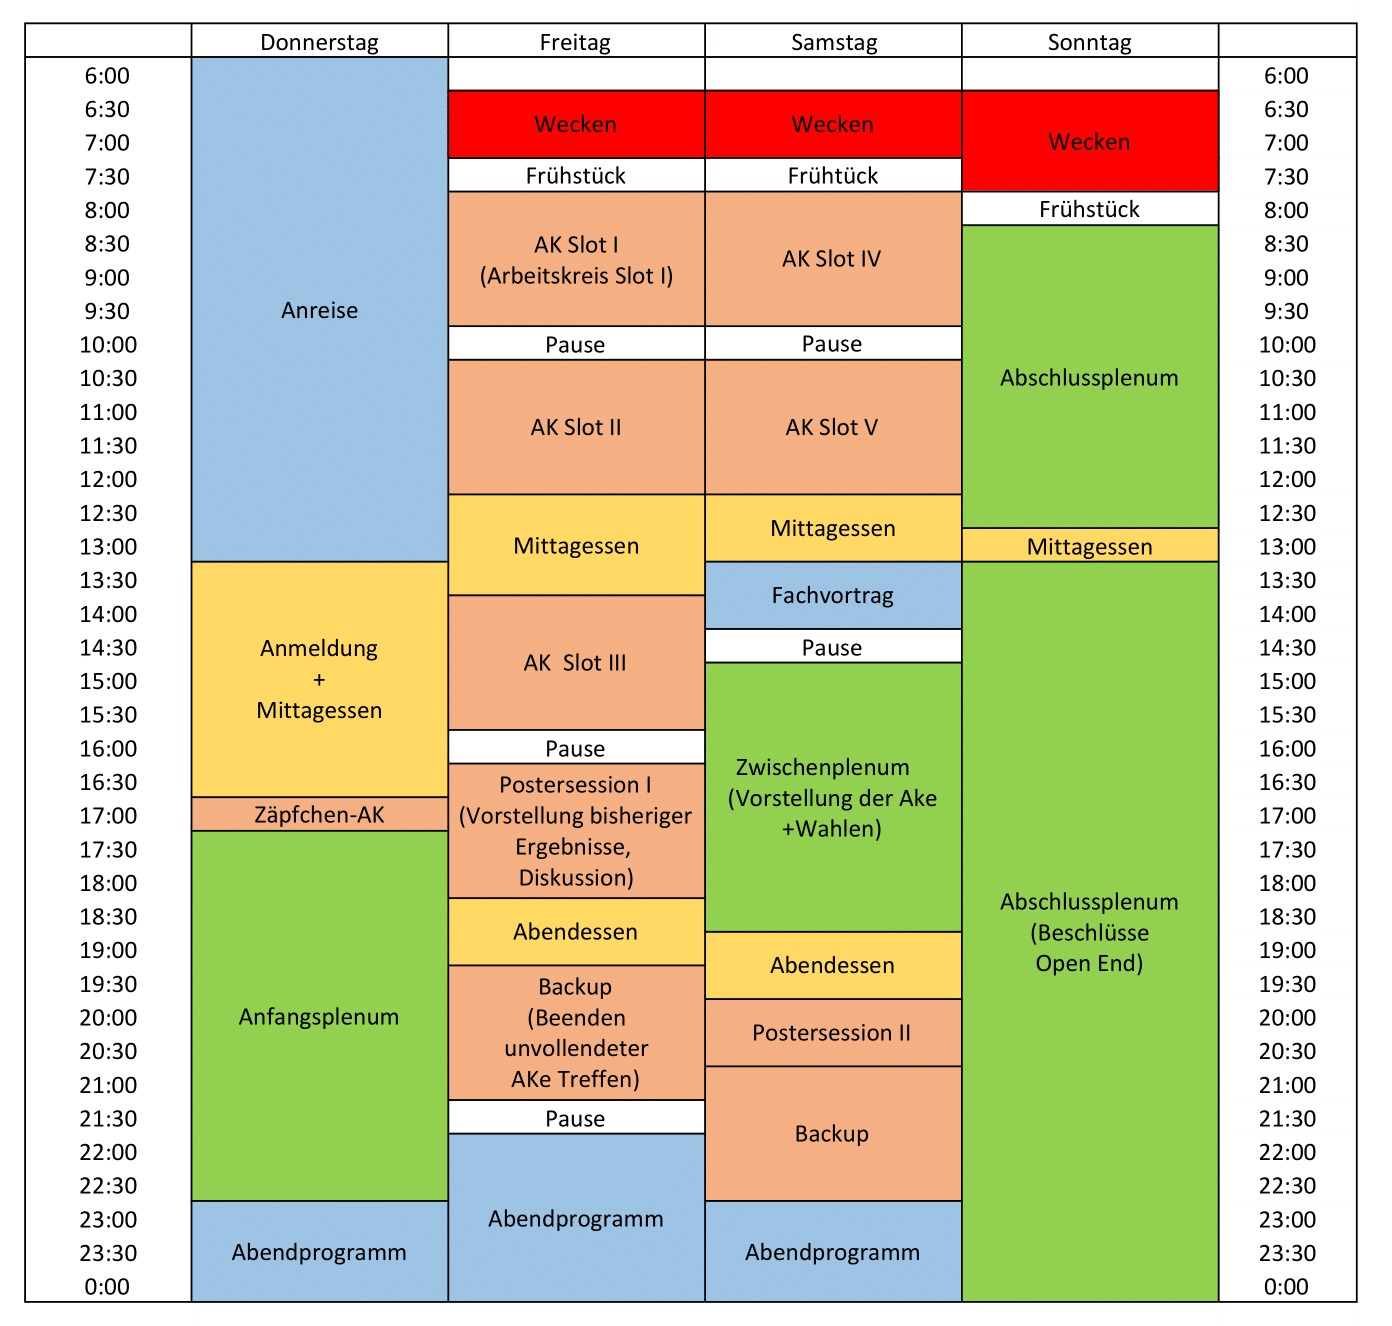 Donnerstag Freitag Samstag Sonntag
6:00 6:00
6:30 6:30
Wecken Wecken
7:00 Wecken 7:00
7:30 Frühstück Frühtück 7:30
8:00 Frühstück 8:00
8:30 AK Slot I 8:30
AK Slot IV
9:00 (Arbeitskreis Slot I) 9:00
9:30 Anreise 9:30
10:00 Pause Pause 10:00
10:30 Abschlussplenum 10:30
11:00 11:00
AK Slot II AK Slot V
11:30 11:30
12:00 12:00
12:30 12:30
Mittagessen
13:00 Mittagessen Mittagessen 13:00
13:30 13:30
Fachvortrag
14:00 14:00
14:30 Anmeldung Pause 14:30
AK  Slot III
15:00 + 15:00
15:30 Mittagessen 15:30
16:00 Pause 16:00
Zwischenplenum
16:30 Postersession I 16:30
(Vorstellung der Ake
17:00 Zäpfchen-AK (Vorstellung bisheriger 17:00
+Wahlen)
17:30 Ergebnisse, 17:30
18:00 Diskussion) 18:00
Abschlussplenum
18:30 18:30
Abendessen (Beschlüsse
19:00 19:00
Abendessen Open End)
19:30 Backup 19:30
20:00 Anfangsplenum (Beenden 20:00
Postersession II
20:30 unvollendeter 20:30
21:00 AKe Treffen) 21:00
21:30 Pause 21:30
Backup
22:00 22:00
22:30 22:30
23:00 Abendprogramm 23:00
23:30 Abendprogramm Abendprogramm 23:30
0:00 0:00